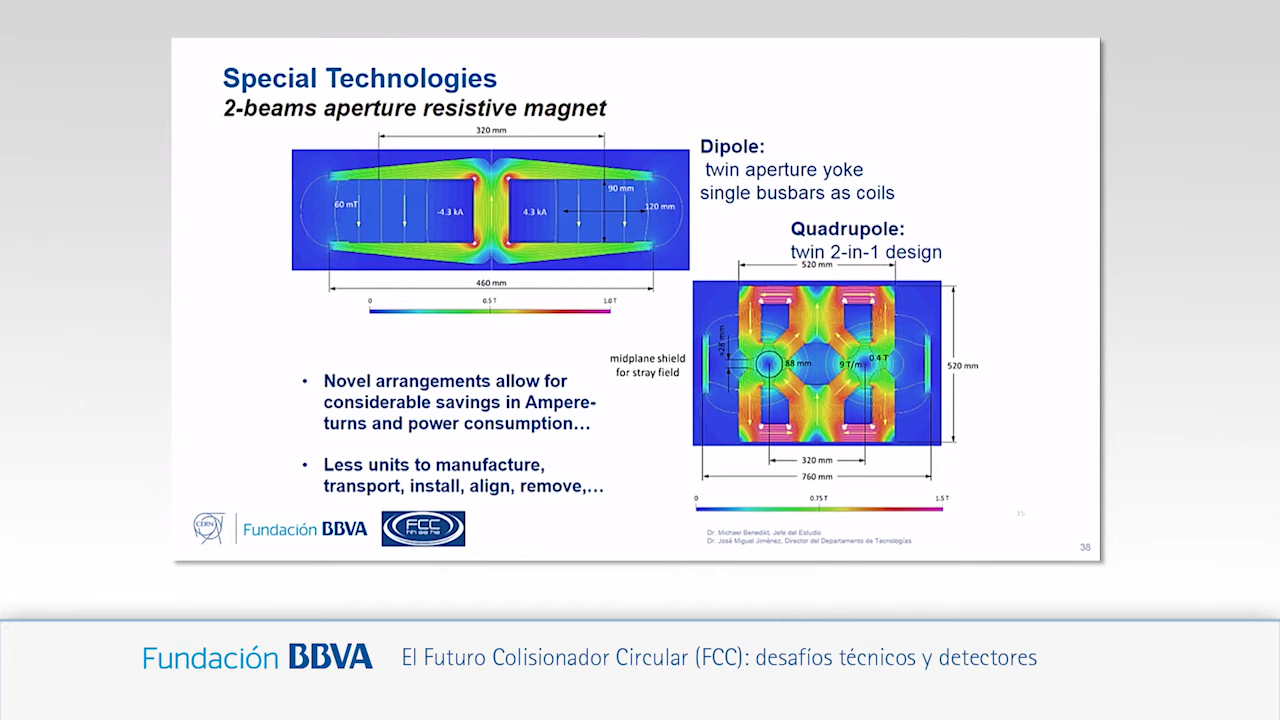 Special Technologies
2-beams aperture resistive magnet
320 mm
60 mT
-4.3 kA
4.3 kA
90 mm
120 mm
460 mm
0
0.5 T
1.0 T
Dipole:
twin aperture yoke
single busbars as coils
Quadrupole:
twin 2-in-1 design
520 mm
midplane shield
for stray field
≈28 mm
88 mm
9 T/m
0.4 T
520 mm
320 mm
760 mm
0
0.75 T
1.5 T
• Novel arrangements allow for
considerable savings in Ampere-
turns and power consumption…
• Less units to manufacture,
transport, install, align, remove,…
CERN
Fundación BBVA
FCC
hh ee he
Dr. Michael Benedikt, Jefe del Estudio
Dr. José Miguel Jiménez, Director del Departamento de Tecnologías
15
38
Fundación BBVA
El Futuro Colisionador Circular (FCC): desafíos técnicos y detectores